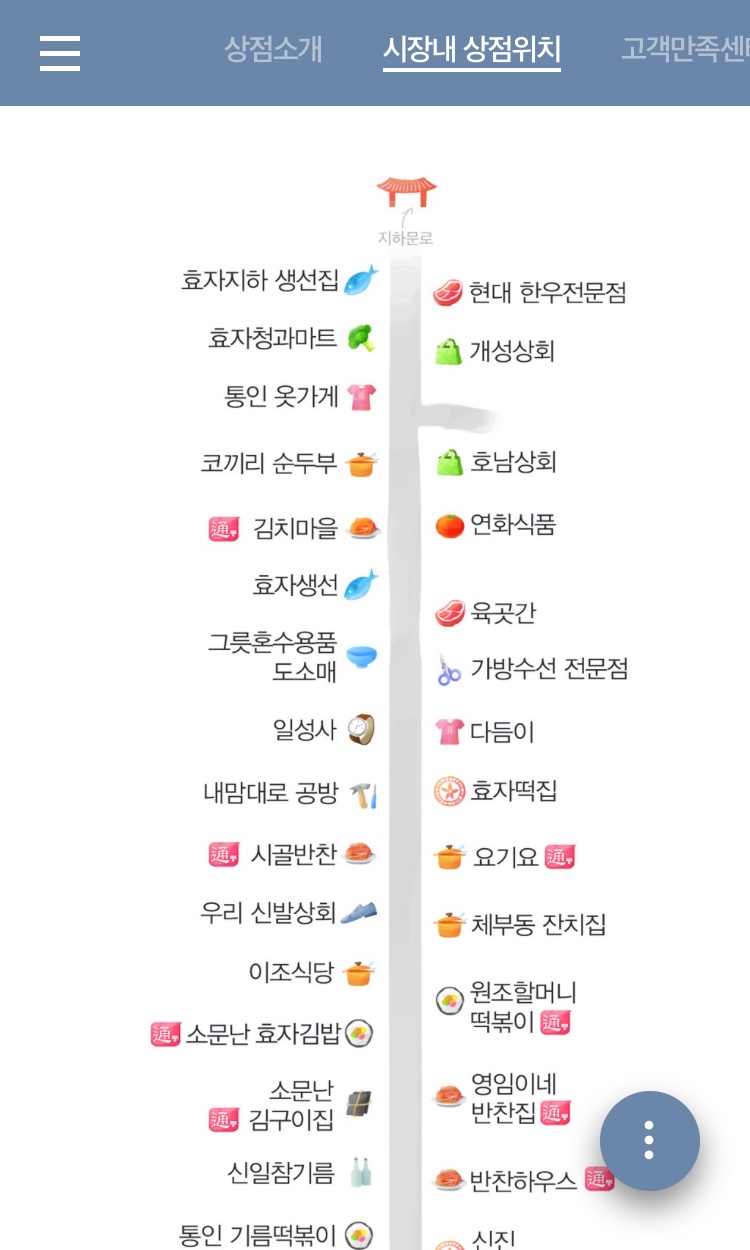 상점소개
시장내 상점위치
고객만족센
지하문로
효자지하 생선집
현대 한우전문점
효자청과마트
개성상회
통인 옷가게
코끼리 순두부
호남상회
通 김치마을
연화식품
효자생선
육곳간
그릇혼수용품
도소매
가방수선 전문점
일성사
다듬이
내맘대로 공방
효자떡집
通 시골반찬
요기요 通
우리 신발상회
체부동 잔치집
이조식당
원조할머니
떡볶이 通
通 소문난 효자김밥
소문난
通 김구이집
영임이네
반찬집 通
신일참기름
반찬하우스 通
통인 기름떡볶이
신진